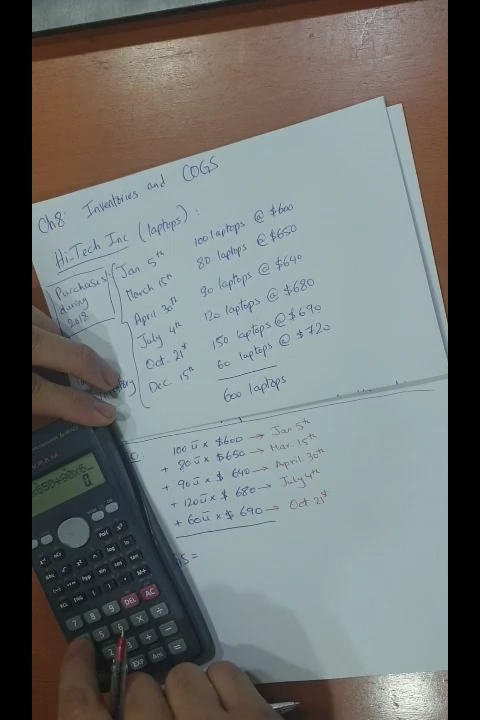 Ch8: Inventories and COGS
Hi-Tech Inc (laptops):
Purchases during 2018
Jan 5th 100 laptops @ $600
March 15th 80 laptops @ $650
April 30th 90 laptops @ $640
July 4th 120 laptops @ $680
Oct. 21st 150 laptops @ $690
Dec. 15th 60 laptops @ $720
600 laptops
100 u x $600 → Jan 5th
+ 80 u x $650 → Mar. 15th
+ 90 u x $ 640 → April 30th
+ 120 u x $ 680 → July 4th
+ 60 u x $ 690 → Oct 21st
=